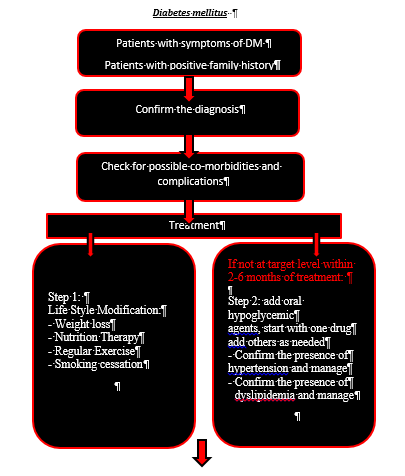 Diabetes mellitus··¶
Patients·with·symptoms·of·DM·¶
Patients·with·positive·family·history¶
Confirm·the·diagnosis¶
Check·for·possible·co-morbidities·and·
complications¶
Treatment¶
Step·1:·¶
Life·Style·Modification:¶
-·Weight·loss¶
-·Nutrition·Therapy¶
-·Regular·Exercise¶
-·Smoking·cessation¶
¶
If·not·at·target·level·within·
2-6·months·of·treatment:·¶
¶
Step·2:·add·oral·
hypoglycemic·
agents,·start·with·one·drug¶
add·others·as·needed¶
-·Confirm·the·presence·of¶
hypertension·and·manage¶
-·Confirm·the·presence·of¶
dyslipidemia·and·manage¶
¶